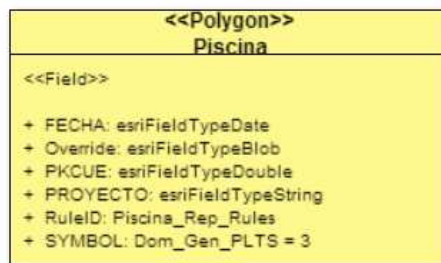 <<Polygon>>
Piscina
<<Field>>
+ FECHA: esriFieldTypeDate
+ Override: esriFieldTypeBlob
+ PKCUE: esriFieldTypeDouble
+ PROYECTO: esriFieldTypeString
+ RuleID: Piscina_Rep_Rules
+ SYMBOL: Dom_Gen_PLTS = 3